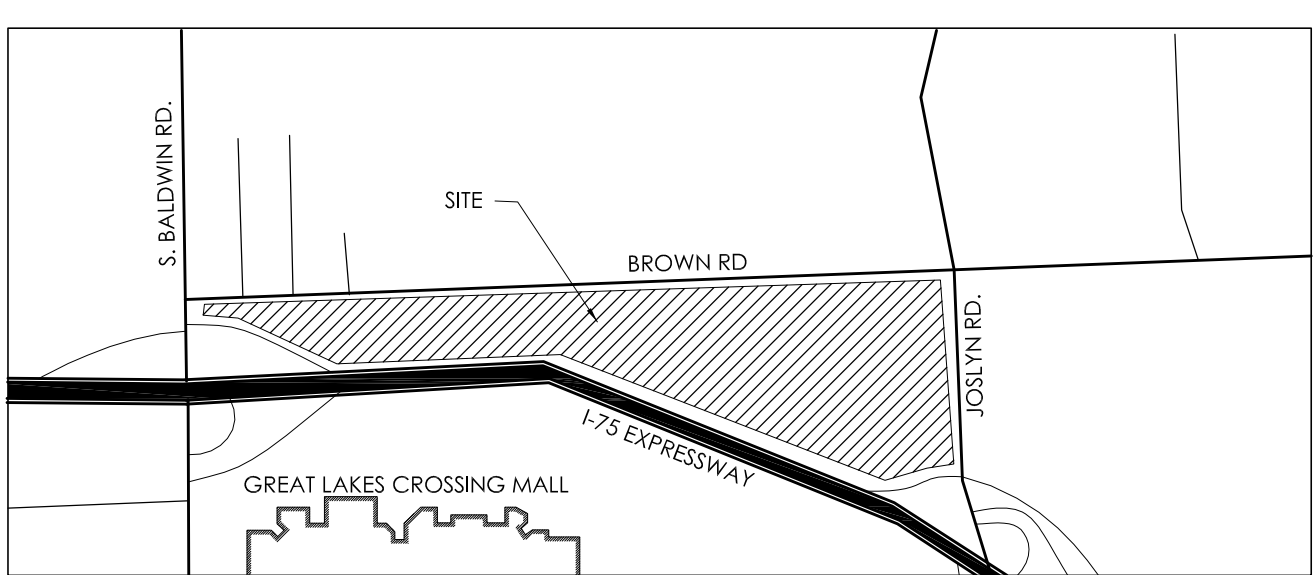 S. BALDWIN RD.
SITE
BROWN RD
JOSLYN RD.
I-75 EXPRESSWAY
GREAT LAKES CROSSING MALL